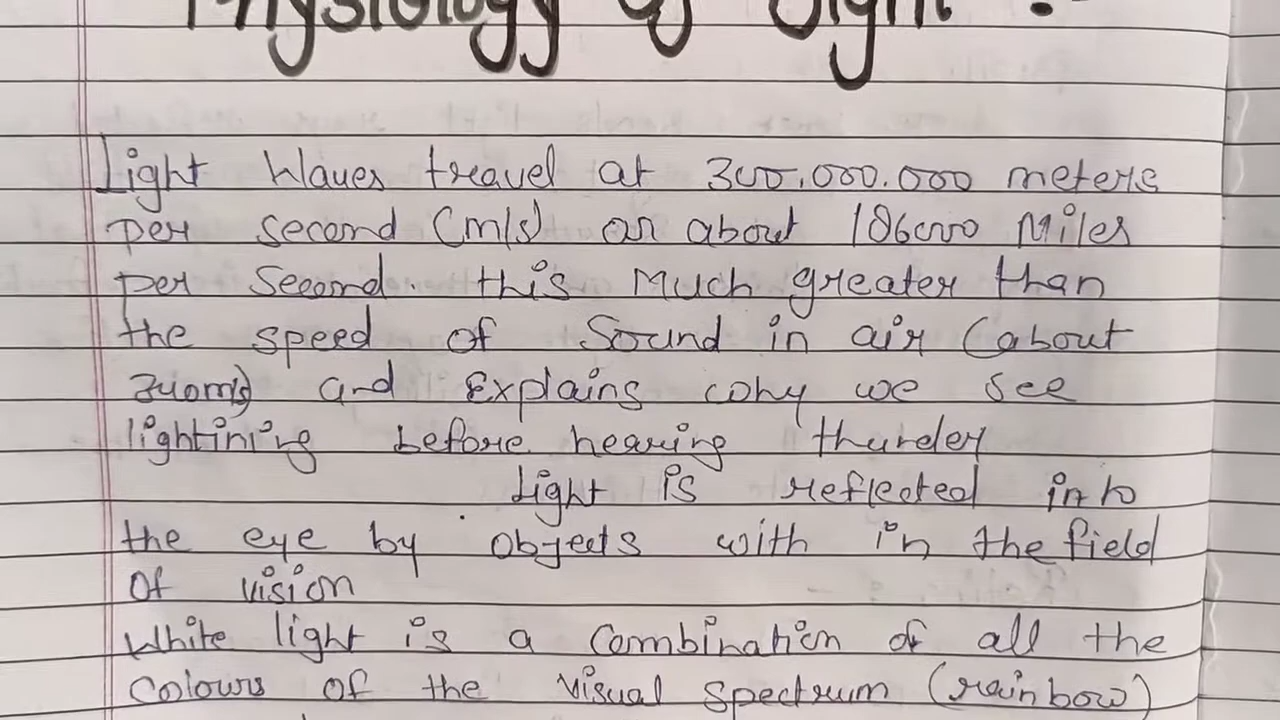 Physiology of Sight :-
Light Waves travel at 300.000.000 meters
per second (m/s) or about 186000 Miles
per Second. this Much greater than
the speed of Sound in air (about
340m/s) and Explains why we see
lightining before hearing thunder
Light is reflected into
the eye by objects with in the field
Of vision
White light is a Combination of all the
Colours of the visual spectrum (rainbow)